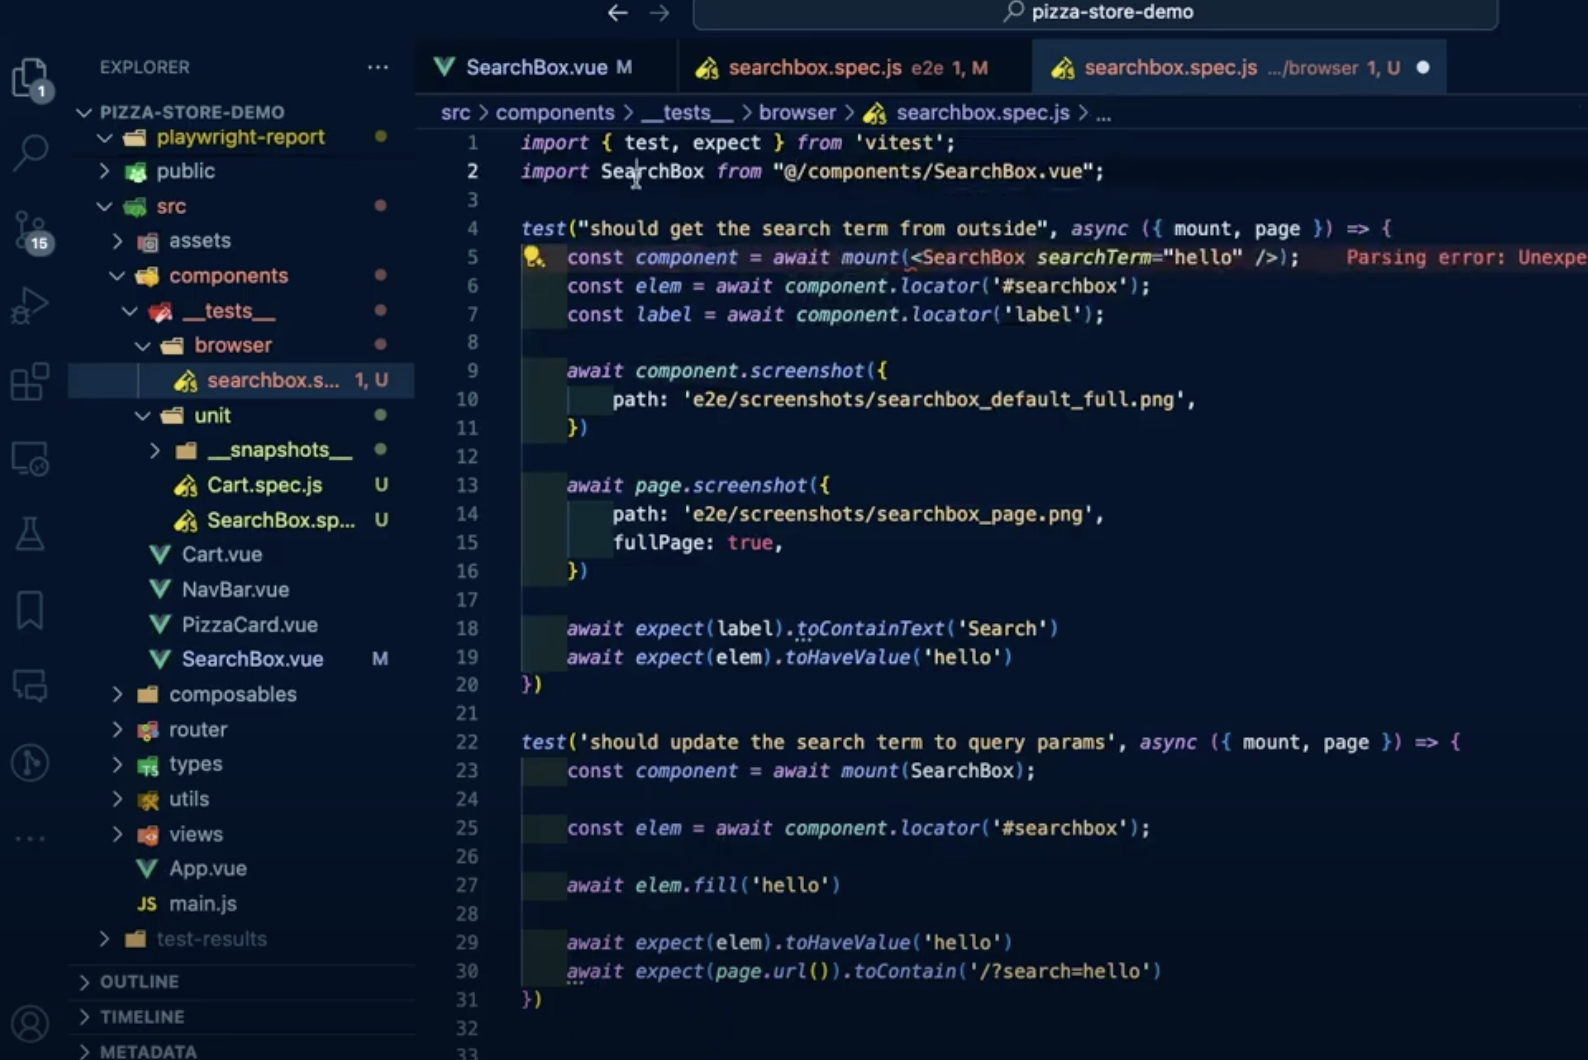 pizza-store-demo
EXPLORER
SearchBox.vue M
searchbox.spec.js e2e 1, M
searchbox.spec.js .../browser 1, U
1
15
PIZZA-STORE-DEMO
playwright-report
public
src
assets
components
__tests__
browser
searchbox.s... 1, U
unit
__snapshots__
Cart.spec.js U
SearchBox.sp... U
Cart.vue
NavBar.vue
PizzaCard.vue
SearchBox.vue M
composables
router
types
utils
views
App.vue
JS main.js
test-results
OUTLINE
TIMELINE
METADATA
src > components > __tests__ > browser > searchbox.spec.js > ...
1 import { test, expect } from 'vitest';
2 import SearchBox from "@/components/SearchBox.vue";
3
4 test("should get the search term from outside", async ({ mount, page }) => {
5 const component = await mount(<SearchBox searchTerm="hello" />); Parsing error: Unexpe
6 const elem = await component.locator('#searchbox');
7 const label = await component.locator('label');
8
9 await component.screenshot({
10 path: 'e2e/screenshots/searchbox_default_full.png',
11 })
12
13 await page.screenshot({
14 path: 'e2e/screenshots/searchbox_page.png',
15 fullPage: true,
16 })
17
18 await expect(label).toContainText('Search')
19 await expect(elem).toHaveValue('hello')
20 })
21
22 test('should update the search term to query params', async ({ mount, page }) => {
23 const component = await mount(SearchBox);
24
25 const elem = await component.locator('#searchbox');
26
27 await elem.fill('hello')
28
29 await expect(elem).toHaveValue('hello')
30 await expect(page.url()).toContain('/?search=hello')
31 })
32
33